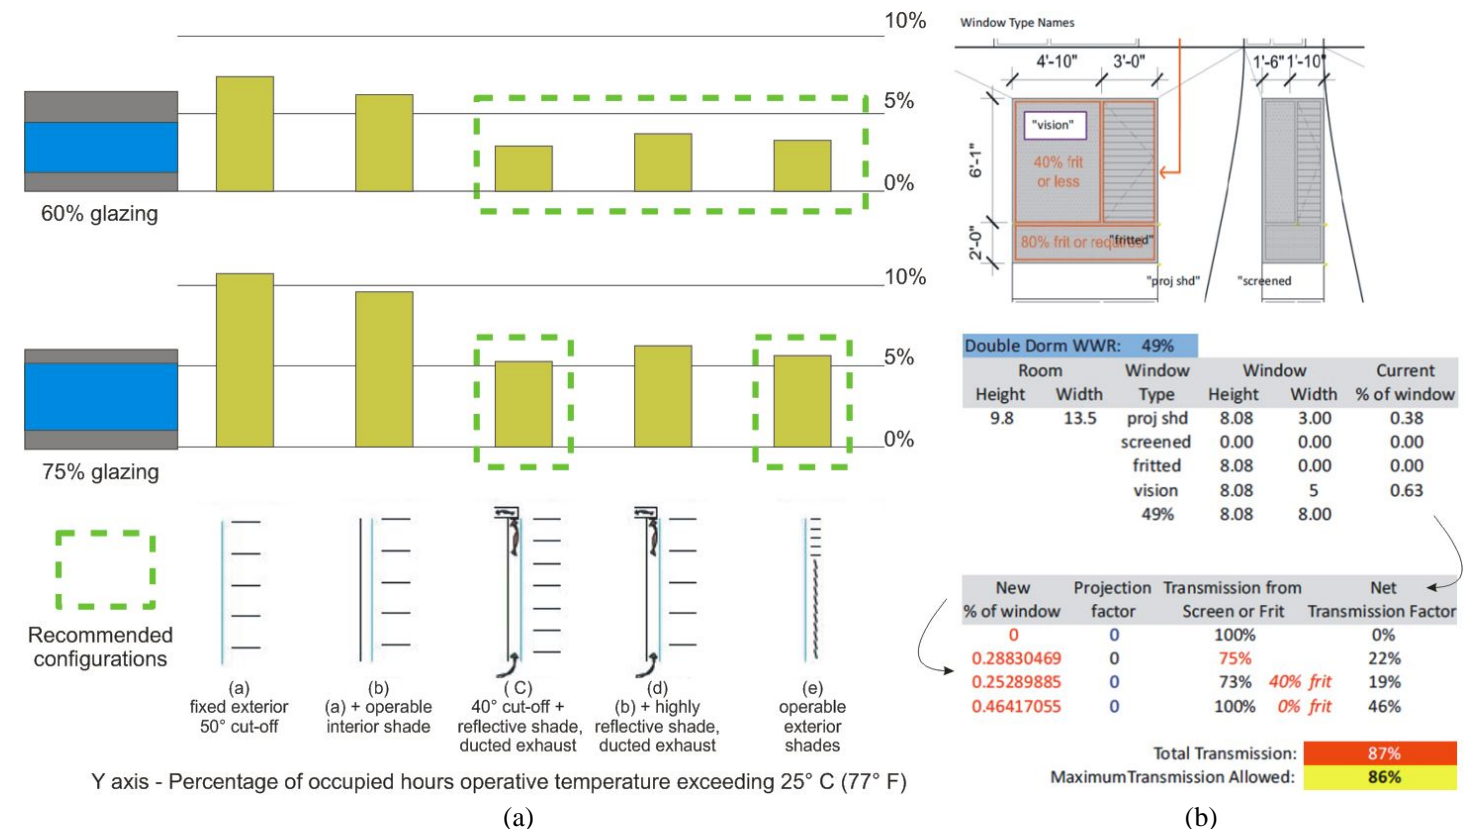 10%
5%
0%
60% glazing
10%
5%
0%
75% glazing
Recommended
configurations
(a)
fixed exterior
50° cut-off
(b)
(a) + operable
interior shade
( C)
40° cut-off +
reflective shade,
ducted exhaust
(d)
(b) + highly
reflective shade,
ducted exhaust
(e)
operable
exterior
shades
Y axis - Percentage of occupied hours operative temperature exceeding 25° C (77° F)
(a)
Window Type Names
4'-10" 3'-0" 1'-6" 1'-10"
"vision"
6'-1"
40% frit
or less
2'-0"
80% frit or required
"fritted"
"proj shd" "screened
Double Dorm WWR: 49%
Room Window Window Current
Height Width Type Height Width % of window
9.8 13.5 proj shd 8.08 3.00 0.38
screened 0.00 0.00 0.00
fritted 8.08 0.00 0.00
vision 8.08 5 0.63
49% 8.08 8.00
New Projection Transmission from Net
% of window factor Screen or Frit Transmission Factor
0 0 100% 0%
0.28830469 0 75% 22%
0.25289885 0 73% 40% frit 19%
0.46417055 0 100% 0% frit 46%
Total Transmission: 87%
MaximumTransmission Allowed: 86%
(b)